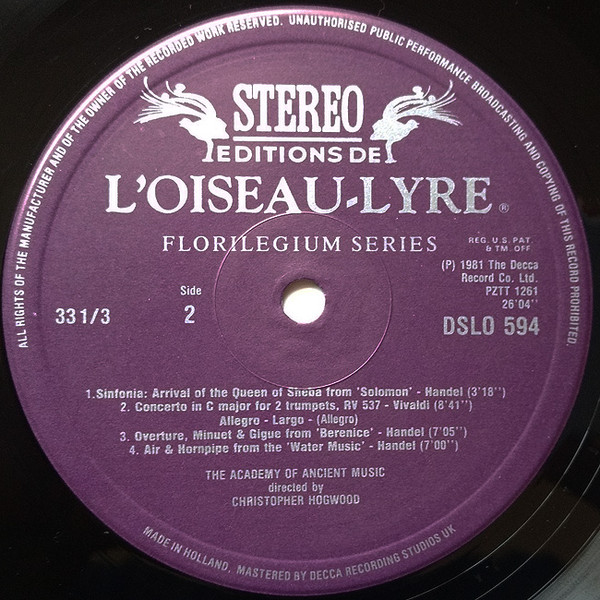 ALL RIGHTS OF THE MANUFACTURER AND OF THE OWNER OF THE RECORDED WORK RESERVED. UNAUTHORISED PUBLIC PERFORMANCE BROADCASTING AND COPYING OF THIS RECORD PROHIBITED.
STEREO
EDITIONS DE
L'OISEAU-LYRE ®
FLORILEGIUM SERIES
REG. U.S. PAT.
& TM. OFF
(P) 1981 The Decca
Record Co. Ltd.
PZTT 1261
26'04''
Side
2
33 1/3
DSLO 594
1.Sinfonia: Arrival of the Queen of Sheba from 'Solomon' - Handel (3'18'')
2. Concerto in C major for 2 trumpets, RV 537 - Vivaldi (8'41'')
Allegro - Largo - (Allegro)
3. Overture, Minuet & Gigue from 'Berenice' - Handel (7'05'')
4. Air & Hornpipe from the 'Water Music' - Handel (7'00'')
THE ACADEMY OF ANCIENT MUSIC
directed by
CHRISTOPHER HOGWOOD
MADE IN HOLLAND, MASTERED BY DECCA RECORDING STUDIOS UK